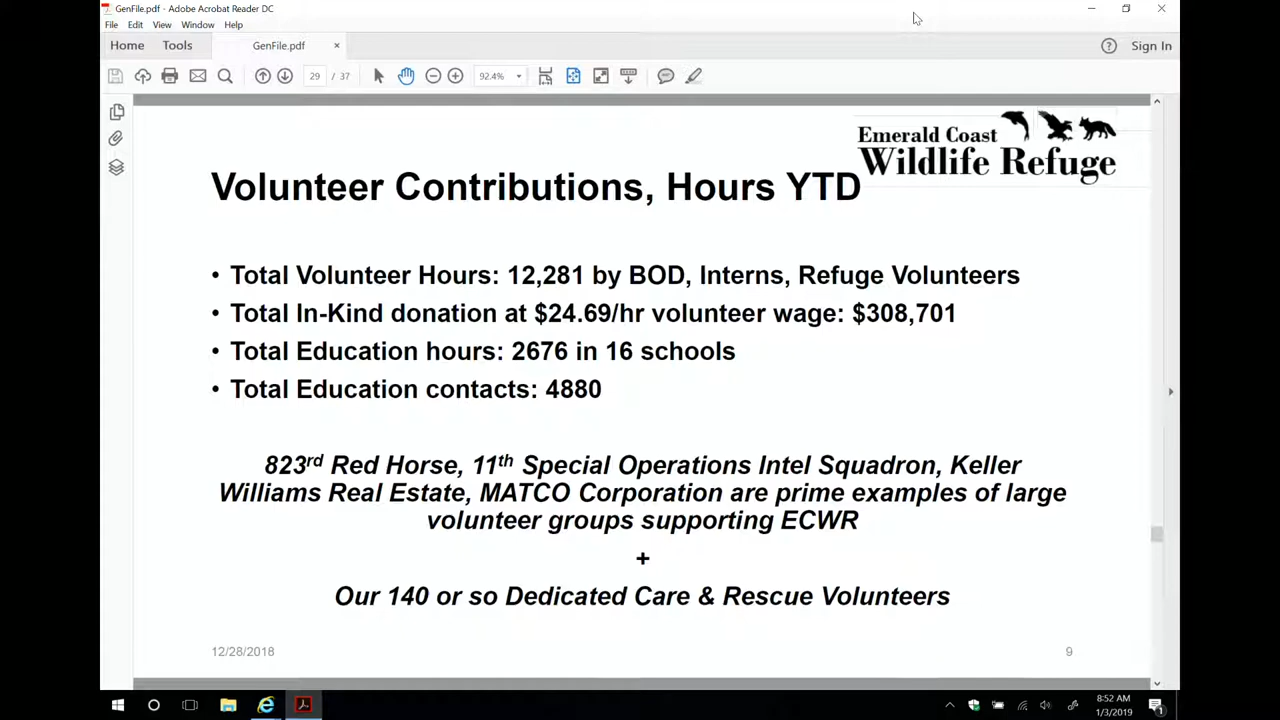 GenFile.pdf - Adobe Acrobat Reader DC
File Edit View Window Help
Home Tools GenFile.pdf × Sign In
29 / 37 92.4%
Emerald Coast
Wildlife Refuge
Volunteer Contributions, Hours YTD
• Total Volunteer Hours: 12,281 by BOD, Interns, Refuge Volunteers
• Total In-Kind donation at $24.69/hr volunteer wage: $308,701
• Total Education hours: 2676 in 16 schools
• Total Education contacts: 4880
823rd Red Horse, 11th Special Operations Intel Squadron, Keller
Williams Real Estate, MATCO Corporation are prime examples of large
volunteer groups supporting ECWR
+
Our 140 or so Dedicated Care & Rescue Volunteers
12/28/2018 9
8:52 AM
1/3/2019